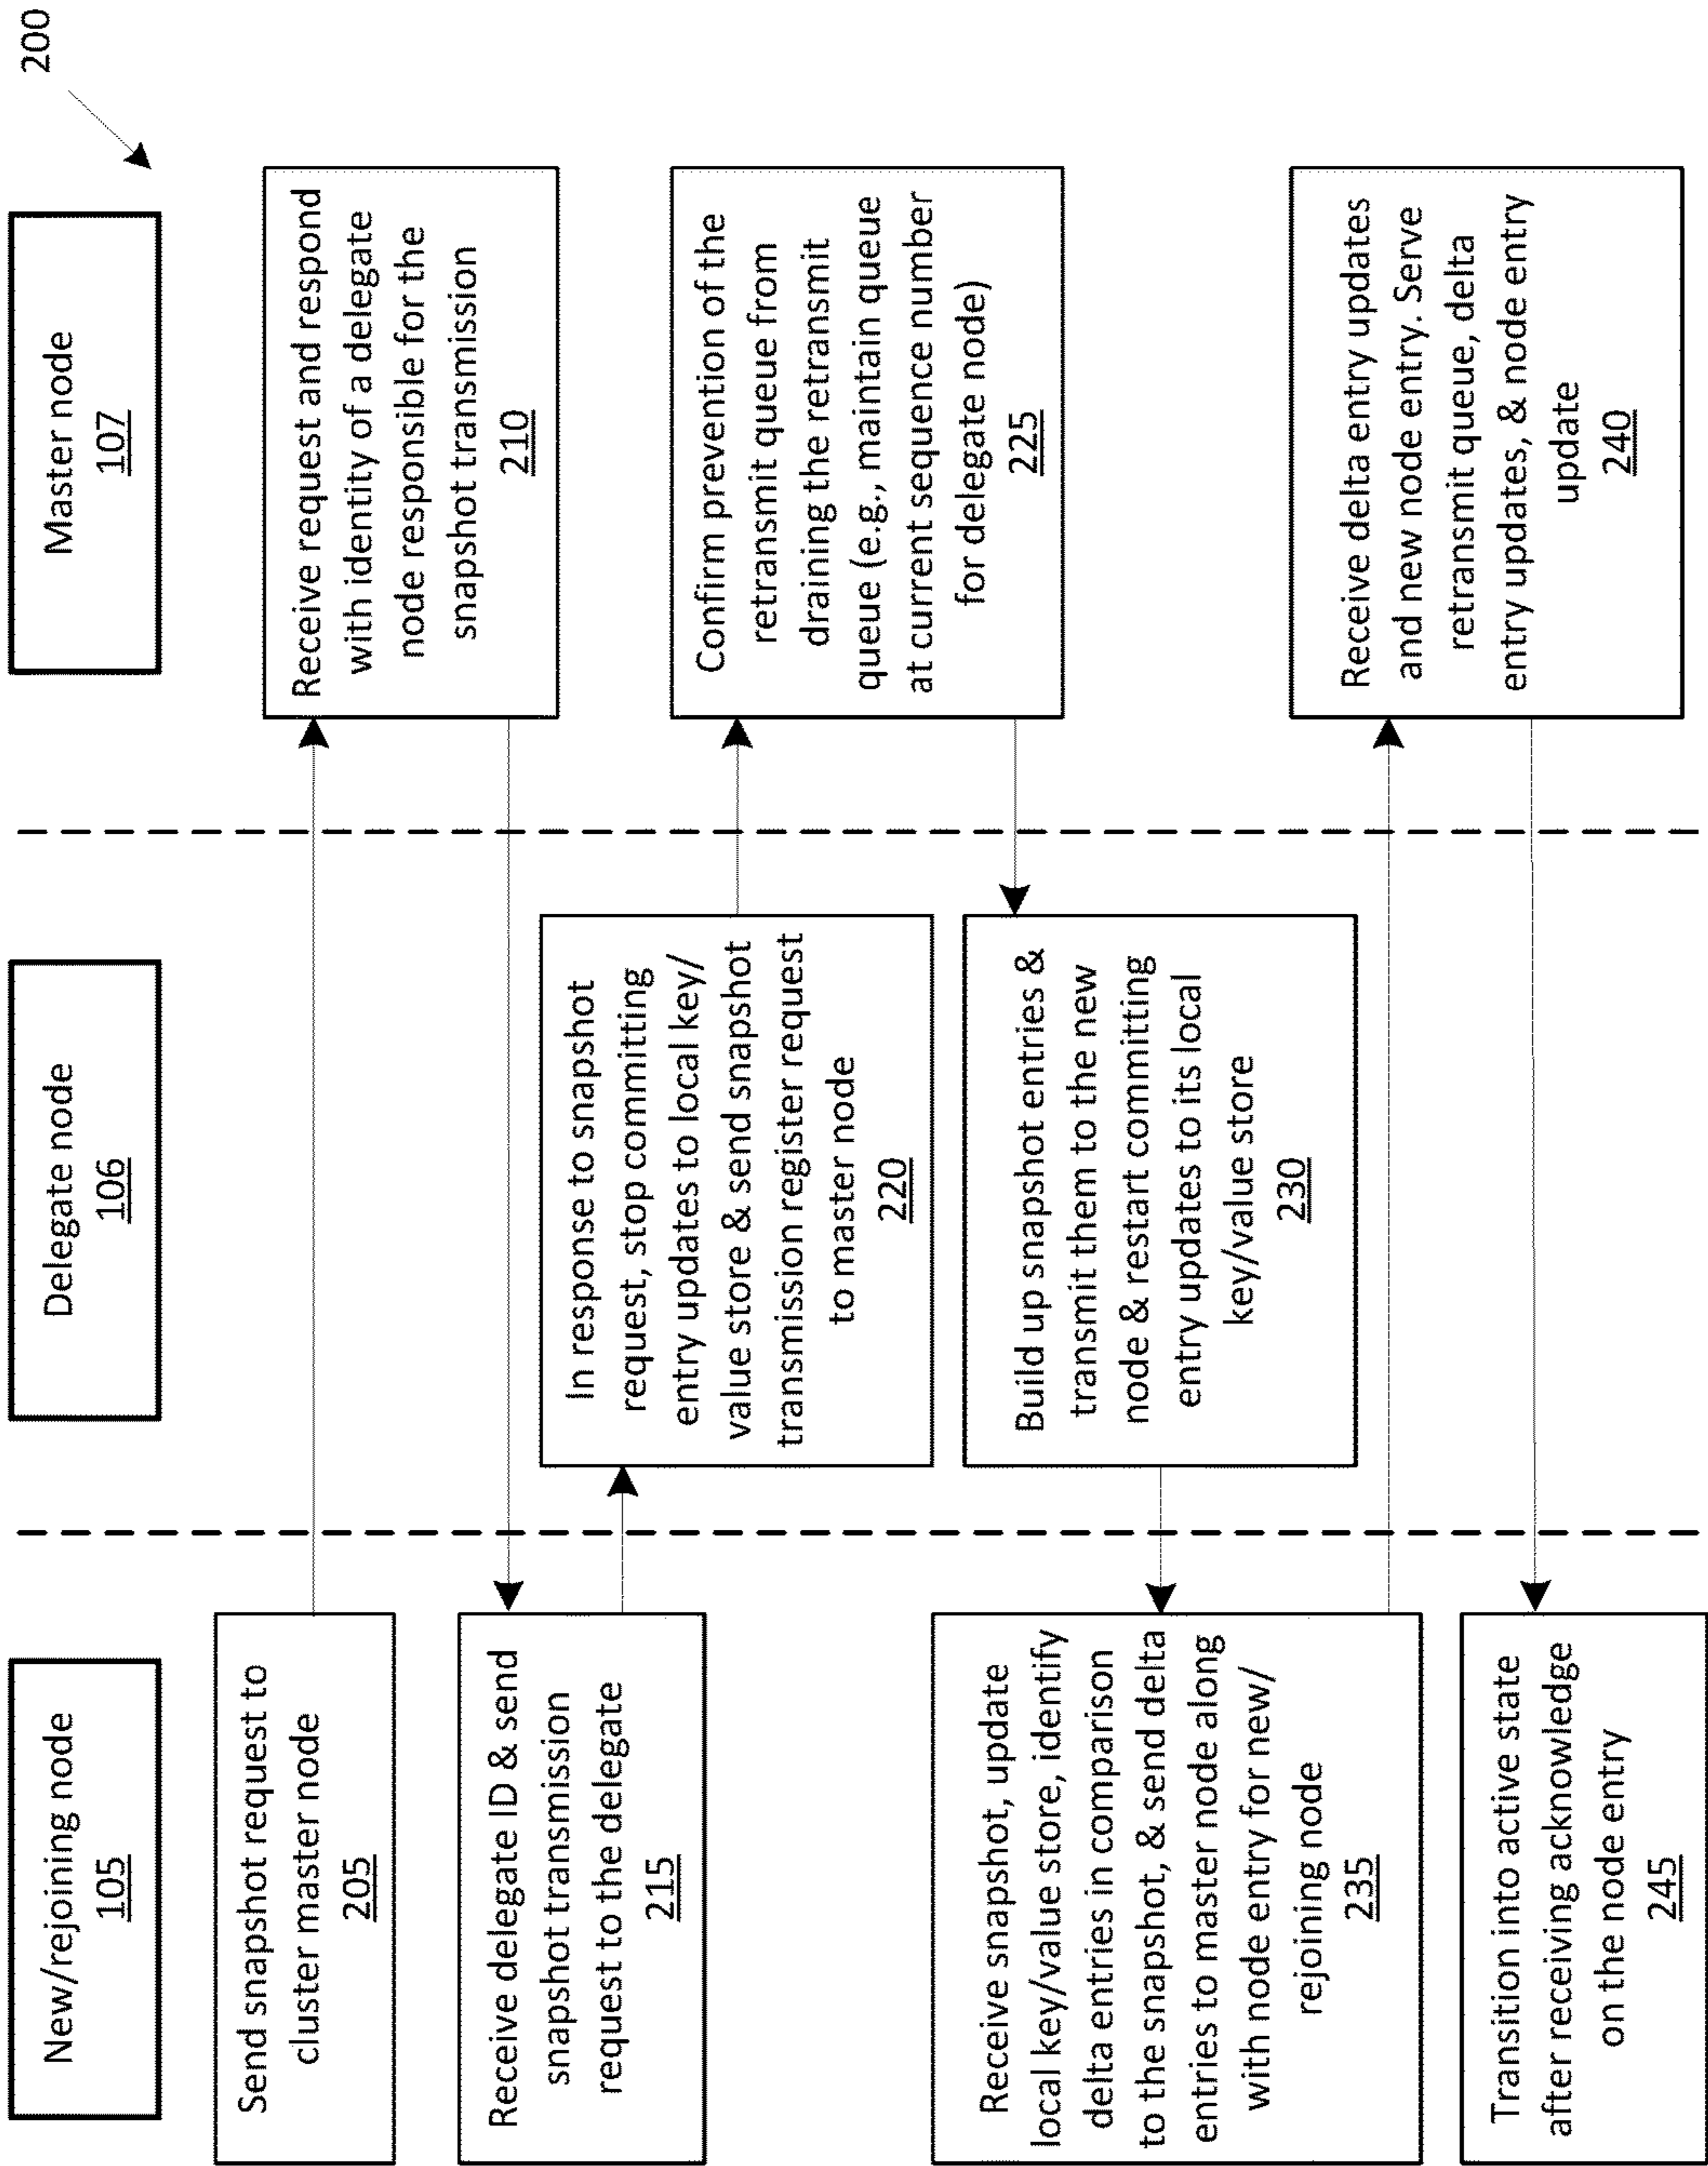 200
New/rejoining node
105
Delegate node
106
Master node
107
Send snapshot request to
cluster master node
205
Receive request and respond
with identity of a delegate
node responsible for the
snapshot transmission
210
Receive delegate ID & send
snapshot transmission
request to the delegate
215
In response to snapshot
request, stop committing
entry updates to local key/
value store & send snapshot
transmission register request
to master node
220
Confirm prevention of the
retransmit queue from
draining the retransmit
queue (e.g., maintain queue
at current sequence number
for delegate node)
225
Build up snapshot entries &
transmit them to the new
node & restart committing
entry updates to its local
key/value store
230
Receive snapshot, update
local key/value store, identify
delta entries in comparison
to the snapshot, & send delta
entries to master node along
with node entry for new/
rejoining node
235
Receive delta entry updates
and new node entry. Serve
retransmit queue, delta
entry updates, & node entry
update
240
Transition into active state
after receiving acknowledge
on the node entry
245